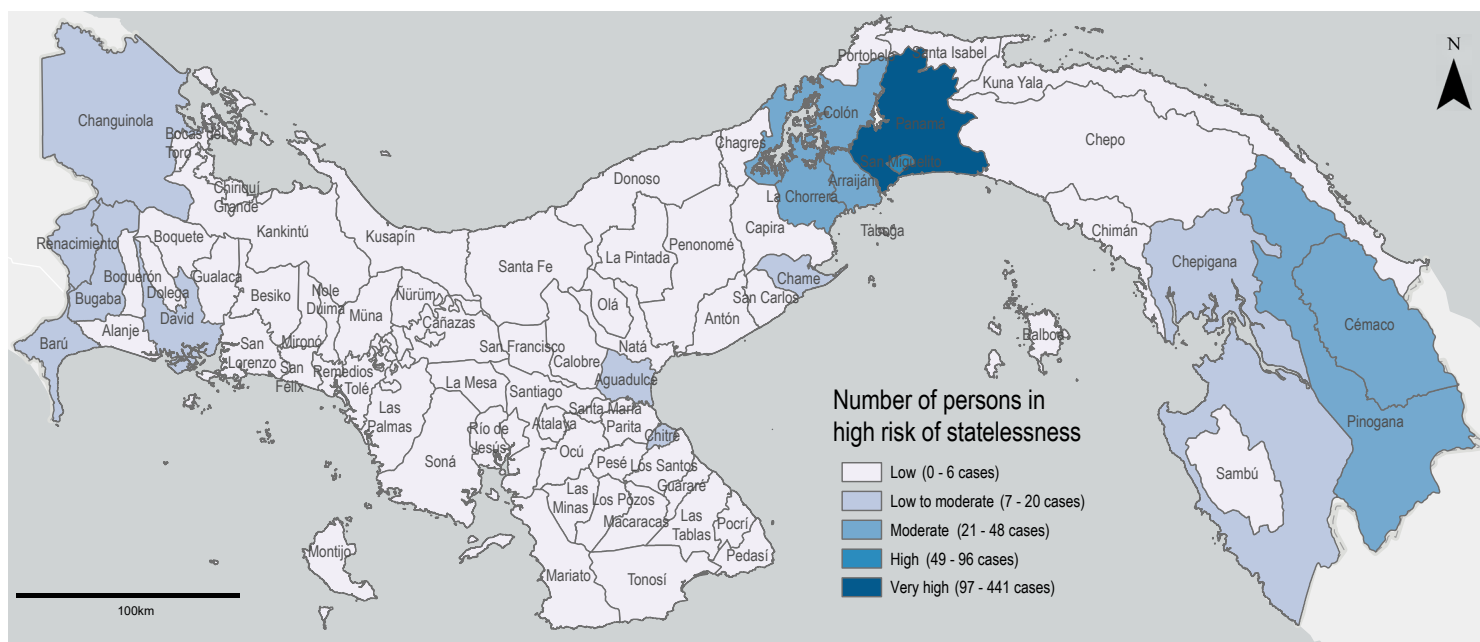 N
Portobelo
Santa Isabel
Kuna Yala
Changuinola
Colón
Panamá
Bocas del
Toro
Chagres
Chepo
San Miguelito
Donoso
Arraiján
Chiriquí
Grande
La Chorrera
Renacimiento
Boquete
Kankintú
Kusapín
Capira
Taboga
Chimán
Penonomé
La Pintada
Santa Fe
Boquerón
Gualaca
Chame
Chepigana
Bugaba
Dolega
Besiko
Nole
Duima
Nürüm
Olá
San Carlos
David
Müna
Cañazas
Antón
Cémaco
Alanje
Barú
San
Lorenzo
Mironó
San Francisco
Natá
Balboa
San
Félix
Remedios
Tolé
Calobre
La Mesa
Aguadulce
Santiago
Las
Palmas
Santa María
Atalaya
Parita
Chitré
Pinogana
Río de
Jesús
Ocú
Soná
Pesé
Los Santos
Sambú
Guararé
Las
Minas
Los Pozos
Macaracas
Las
Tablas
Pocrí
Montijo
Pedasí
Mariato
Tonosí
Number of persons in
high risk of statelessness
Low (0 - 6 cases)
Low to moderate (7 - 20 cases)
Moderate (21 - 48 cases)
High (49 - 96 cases)
Very high (97 - 441 cases)
100km